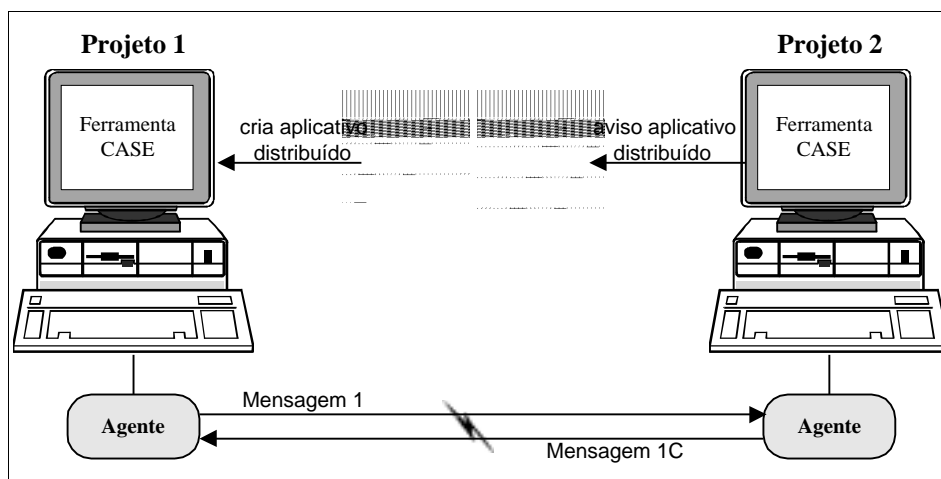 Projeto 1
Projeto 2
Ferramenta
CASE
cria aplicativo
distribuído
aviso aplicativo
distribuído
Ferramenta
CASE
Mensagem 1
Agente
Agente
Mensagem 1C